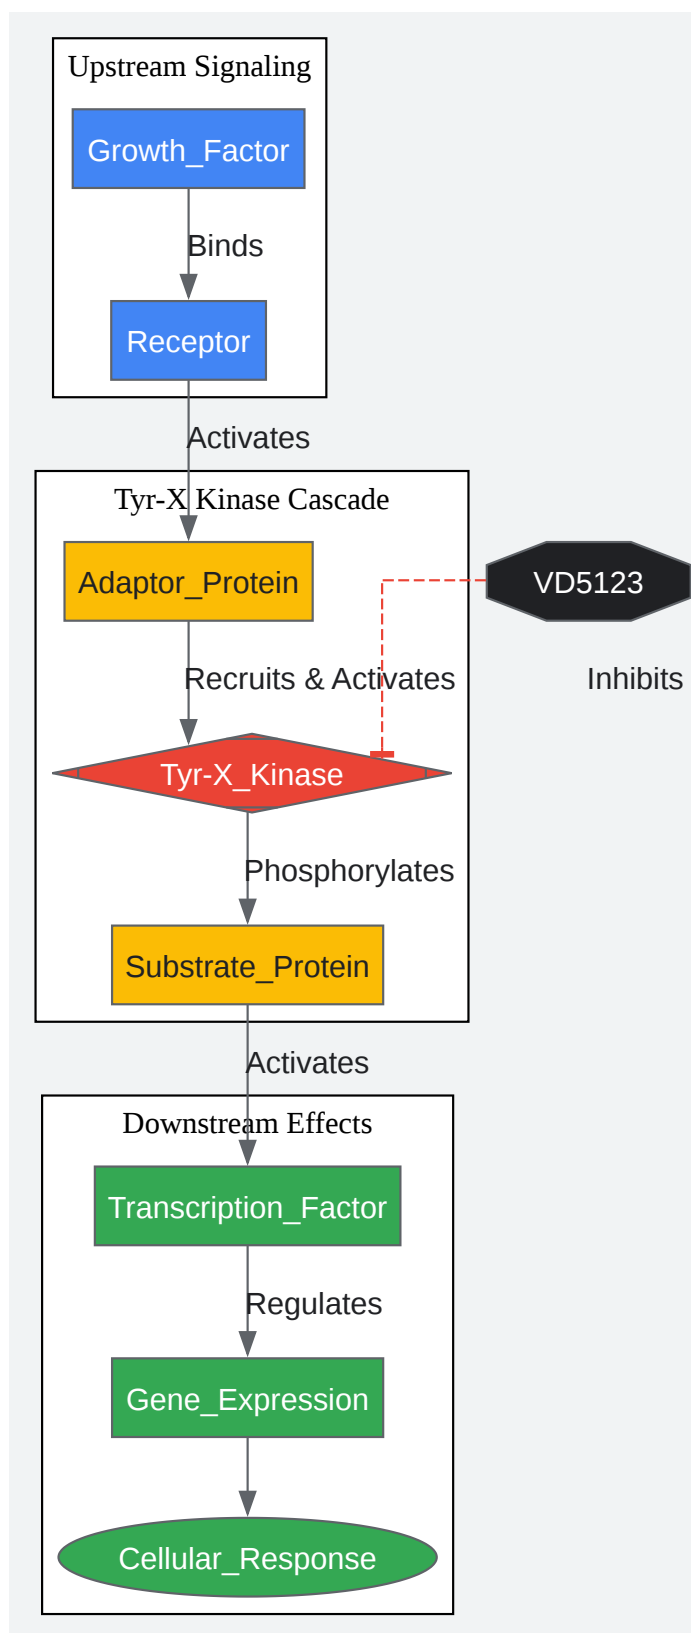 Upstream Signaling
Growth_Factor
Binds
Receptor
Activates
Tyr-X Kinase Cascade
Adaptor_Protein
VD5123
Recruits & Activates
Inhibits
Tyr-X_Kinase
Phosphorylates
Substrate_Protein
Activates
Downstream Effects
Transcription_Factor
Regulates
Gene_Expression
Cellular_Response